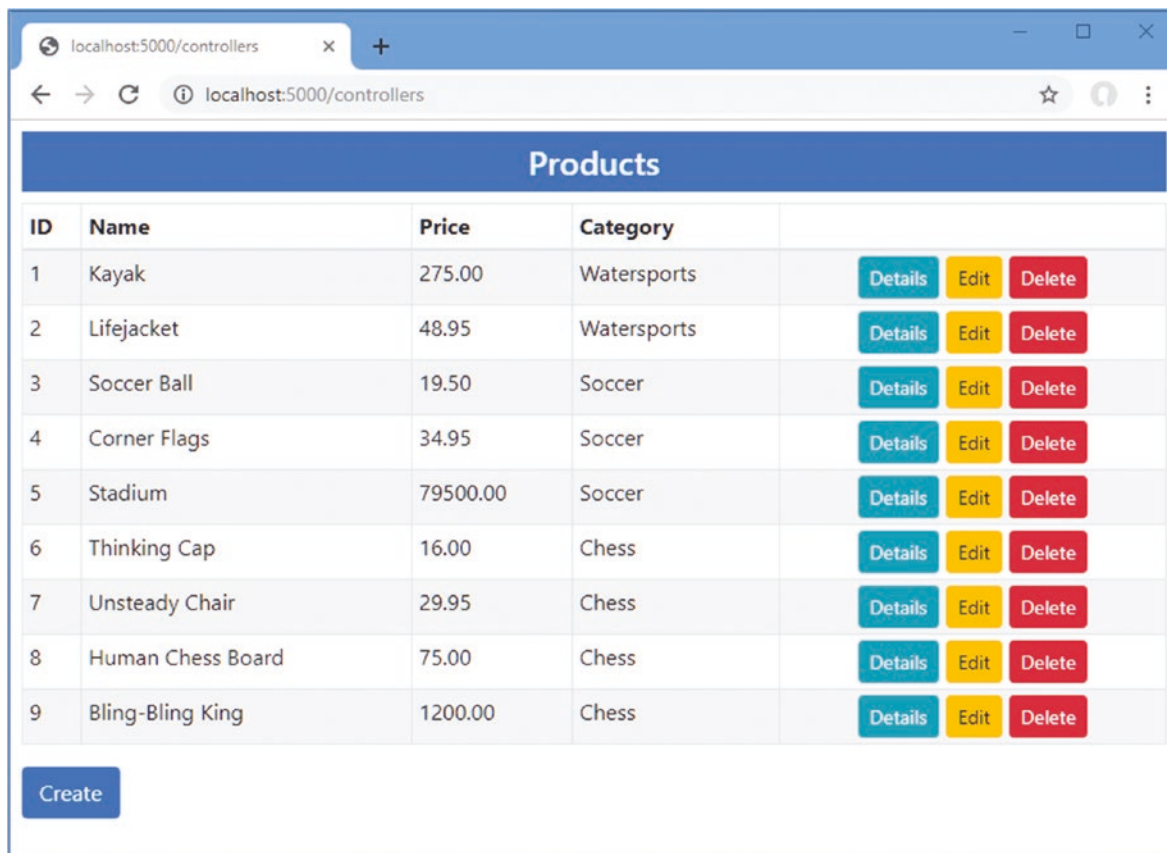 localhost:5000/controllers
localhost:5000/controllers
Products
ID Name Price Category
1 Kayak 275.00 Watersports Details Edit Delete
2 Lifejacket 48.95 Watersports Details Edit Delete
3 Soccer Ball 19.50 Soccer Details Edit Delete
4 Corner Flags 34.95 Soccer Details Edit Delete
5 Stadium 79500.00 Soccer Details Edit Delete
6 Thinking Cap 16.00 Chess Details Edit Delete
7 Unsteady Chair 29.95 Chess Details Edit Delete
8 Human Chess Board 75.00 Chess Details Edit Delete
9 Bling-Bling King 1200.00 Chess Details Edit Delete
Create